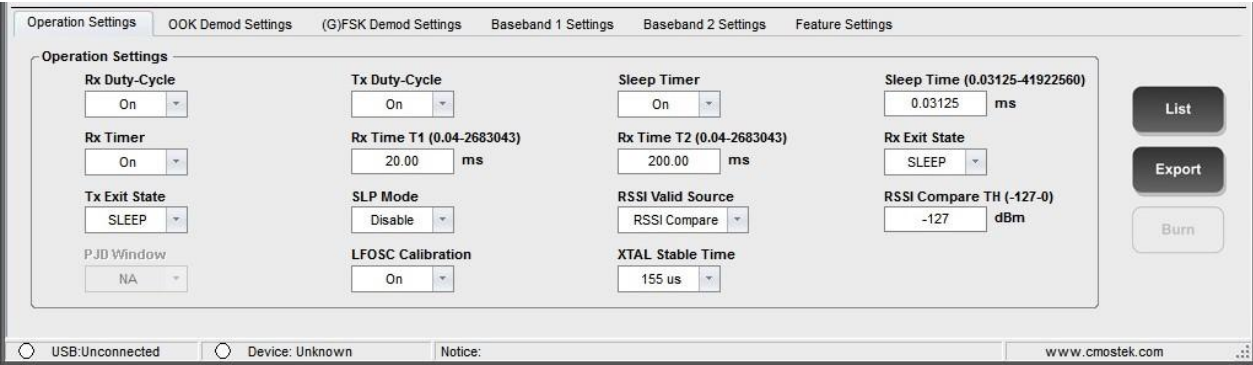 Operation Settings OOK Demod Settings (G)FSK Demod Settings Baseband 1 Settings Baseband 2 Settings Feature Settings
Operation Settings
Rx Duty-Cycle Tx Duty-Cycle Sleep Timer Sleep Time (0.03125-41922560)
On On On 0.03125 ms
List
Rx Timer Rx Time T1 (0.04-2683043) Rx Time T2 (0.04-2683043) Rx Exit State
On 20.00 ms 200.00 ms SLEEP
Export
Tx Exit State SLP Mode RSSI Valid Source RSSI Compare TH (-127-0)
SLEEP Disable RSSI Compare -127 dBm
Burn
PJD Window LFOSC Calibration XTAL Stable Time
NA On 155 us
USB:Unconnected Device: Unknown Notice: www.cmostek.com